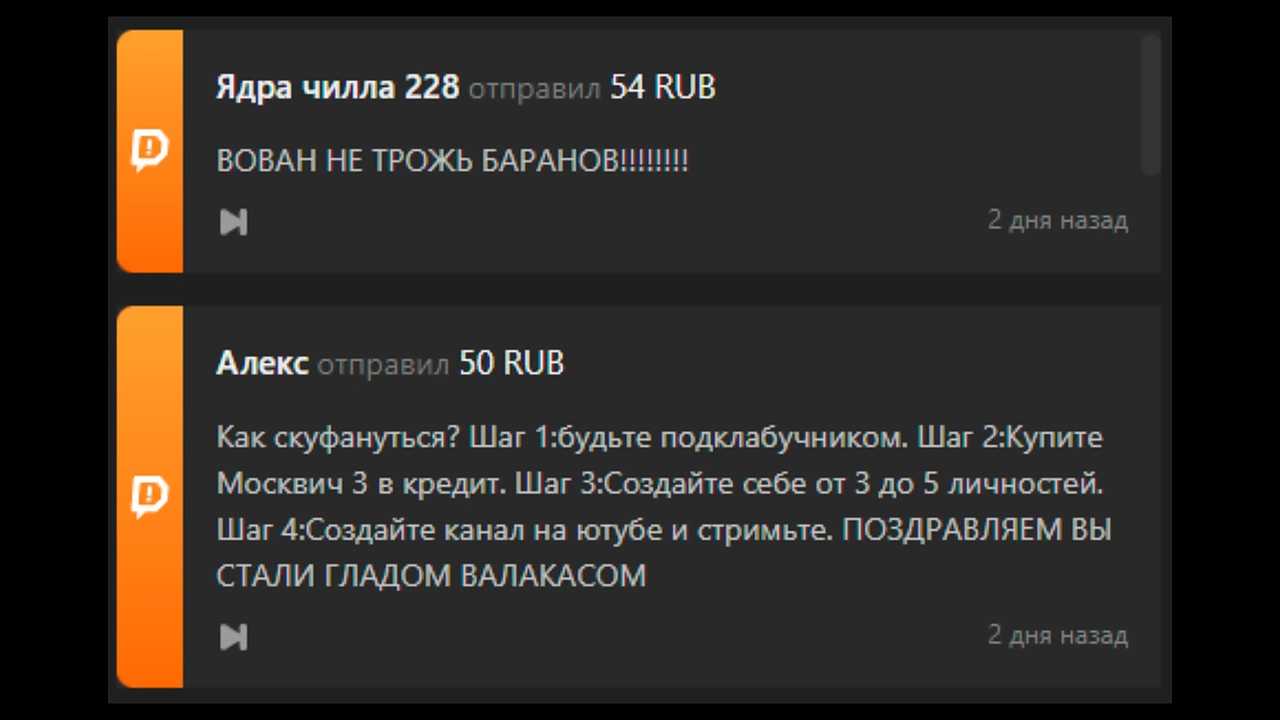 Ядра чилла 228 отправил 54 RUB
ВОВАН НЕ ТРОЖЬ БАРАНОВ!!!!!!!!
2 дня назад
Алекс отправил 50 RUB
Как скуфануться? Шаг 1:будьте подклабучником. Шаг 2:Купите
Москвич 3 в кредит. Шаг 3:Создайте себе от 3 до 5 личностей.
Шаг 4:Создайте канал на ютубе и стримьте. ПОЗДРАВЛЯЕМ ВЫ
СТАЛИ ГЛАДОМ ВАЛАКАСОМ
2 дня назад